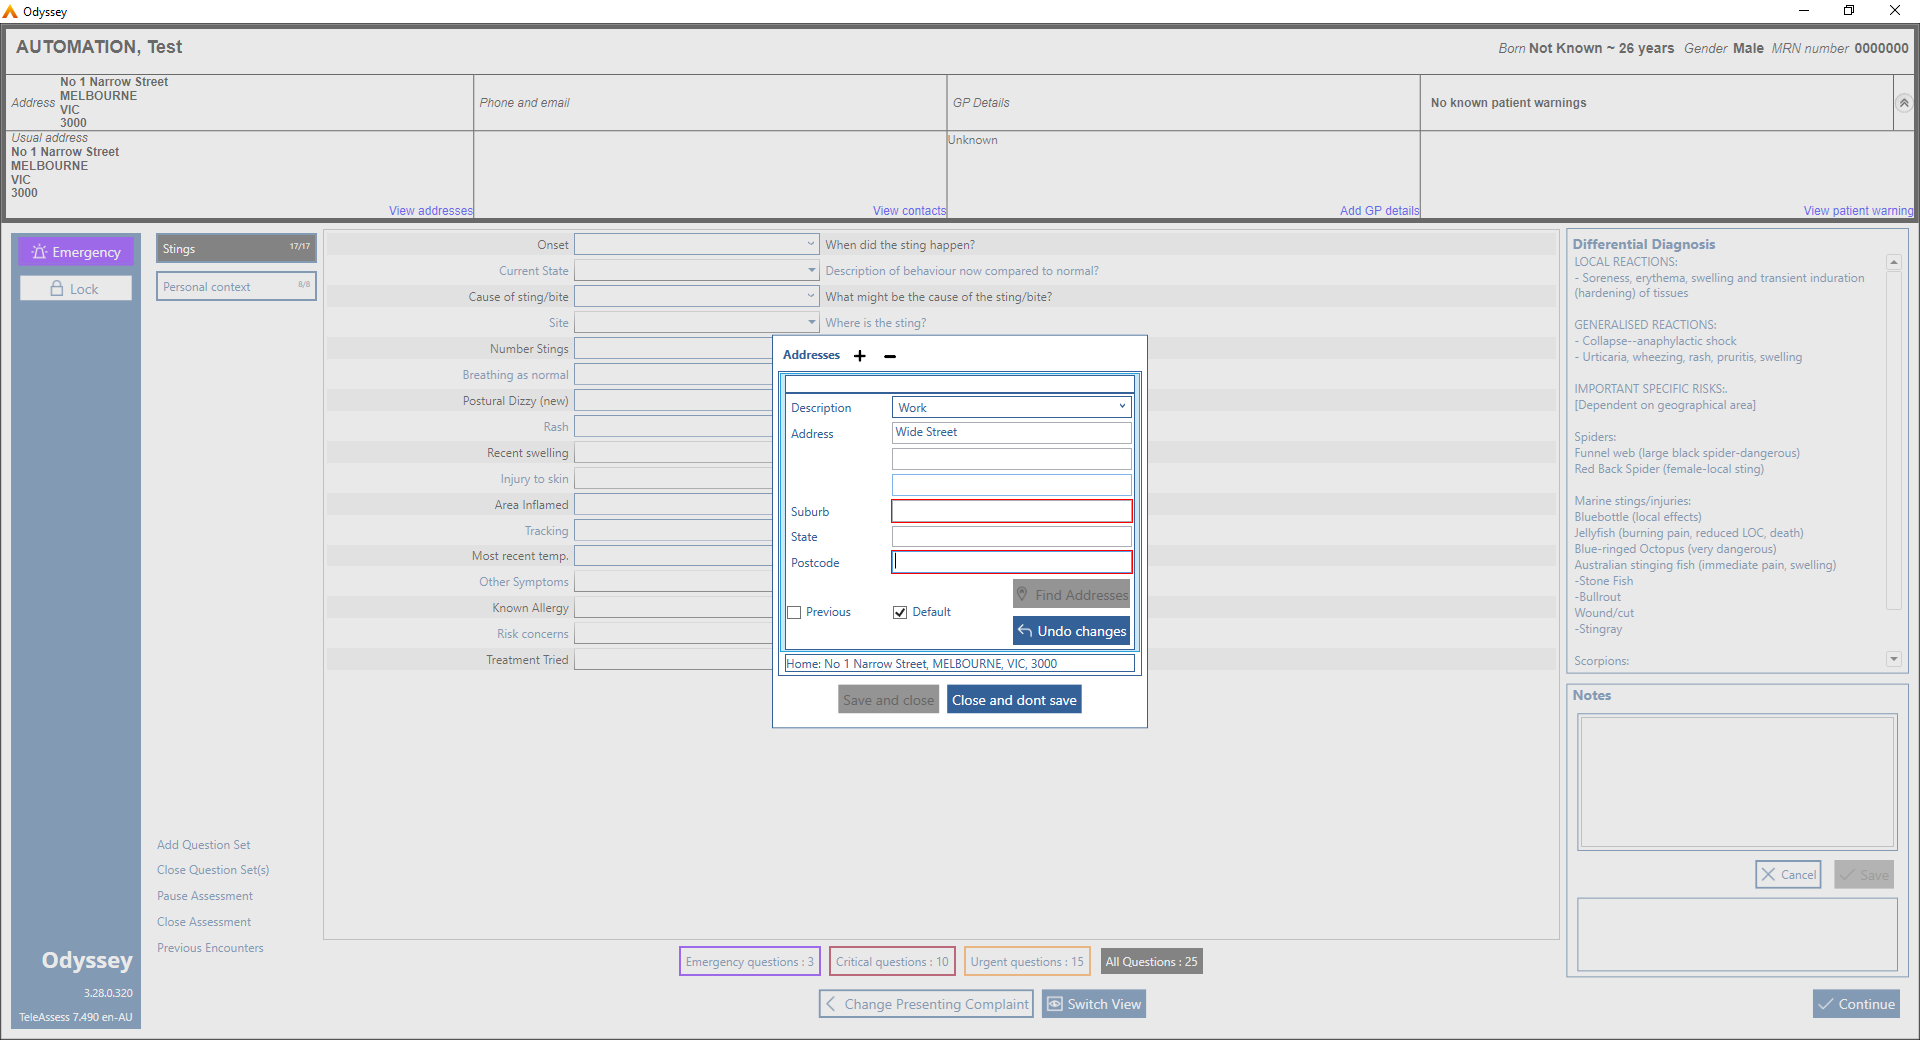 Odyssey
AUTOMATION, Test
Born Not Known ~ 26 years Gender Male MRN number 0000000
Address
No 1 Narrow Street
MELBOURNE
VIC
3000
Phone and email
GP Details
No known patient warnings
Usual address
No 1 Narrow Street
MELBOURNE
VIC
3000
Unknown
View addresses
View contacts
Add GP details
View patient warning
Emergency
Lock
Stings 17/17
Personal context 8/8
Onset When did the sting happen?
Current State Description of behaviour now compared to normal?
Cause of sting/bite What might be the cause of the sting/bite?
Site Where is the sting?
Number Stings
Breathing as normal
Postural Dizzy (new)
Rash
Recent swelling
Injury to skin
Area Inflamed
Tracking
Most recent temp.
Other Symptoms
Known Allergy
Risk concerns
Treatment Tried
Addresses + −
Description Work
Address Wide Street
Suburb
State
Postcode
Find Addresses
Previous Default
Undo changes
Home: No 1 Narrow Street, MELBOURNE, VIC, 3000
Save and close Close and dont save
Differential Diagnosis
LOCAL REACTIONS:
- Soreness, erythema, swelling and transient induration
(hardening) of tissues
GENERALISED REACTIONS:
- Collapse--anaphylactic shock
- Urticaria, wheezing, rash, pruritis, swelling
IMPORTANT SPECIFIC RISKS:.
[Dependent on geographical area]
Spiders:
Funnel web (large black spider-dangerous)
Red Back Spider (female-local sting)
Marine stings/injuries:
Bluebottle (local effects)
Jellyfish (burning pain, reduced LOC, death)
Blue-ringed Octopus (very dangerous)
Australian stinging fish (immediate pain, swelling)
-Stone Fish
-Bullrout
Wound/cut
-Stingray
Scorpions:
Notes
Cancel Save
Add Question Set
Close Question Set(s)
Pause Assessment
Close Assessment
Previous Encounters
Odyssey
3.28.0.320
TeleAssess 7.490 en-AU
Emergency questions : 3 Critical questions : 10 Urgent questions : 15 All Questions : 25
Change Presenting Complaint Switch View
Continue